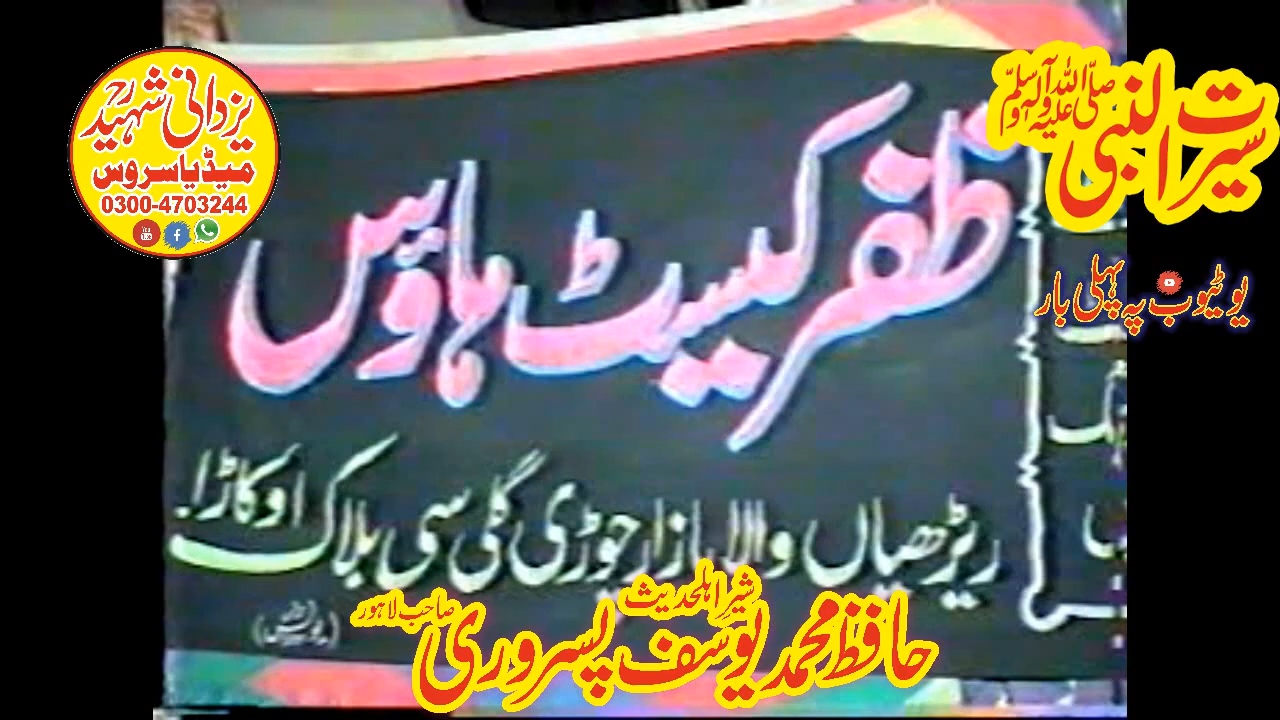 یزدانی شہیدؒ
میڈیا سروس
0300-4703244
سیرت النبی صلی اللہ علیہ وآلہ وسلم
یوٹیوب پہ پہلی بار
ظفر کیسٹ ہاؤس
ریڑھیاں والا بازار چوڑی گلی سی بلاک اوکاڑا.
شیر اہلحدیث
حافظ محمد یوسف پسروری صاحب لاہور